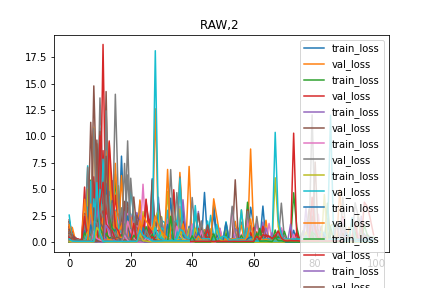 RAW,2
17.5
15.0
12.5
10.0
7.5
5.0
2.5
0.0
0
20
40
60
80
100
train_loss
val_loss
train_loss
val_loss
train_loss
val_loss
train_loss
val_loss
train_loss
val_loss
train_loss
val_loss
train_loss
val_loss
train_loss
val_loss